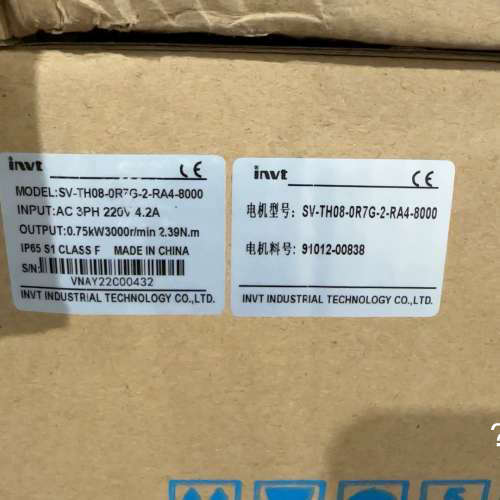 invt CE
MODEL:SV-TH08-0R7G-2-RA4-8000
INPUT:AC 3PH 220V 4.2A
OUTPUT:0.75kW3000r/min 2.39N.m
IP65 S1 CLASS F MADE IN CHINA
S/N:
VNAY22C00432
INVT INDUSTRIAL TECHNOLOGY CO.,LTD.
invt CE
电机型号: SV-TH08-0R7G-2-RA4-8000
电机料号: 91012-00838
INVT INDUSTRIAL TECHNOLOGY CO.,LTD.
?